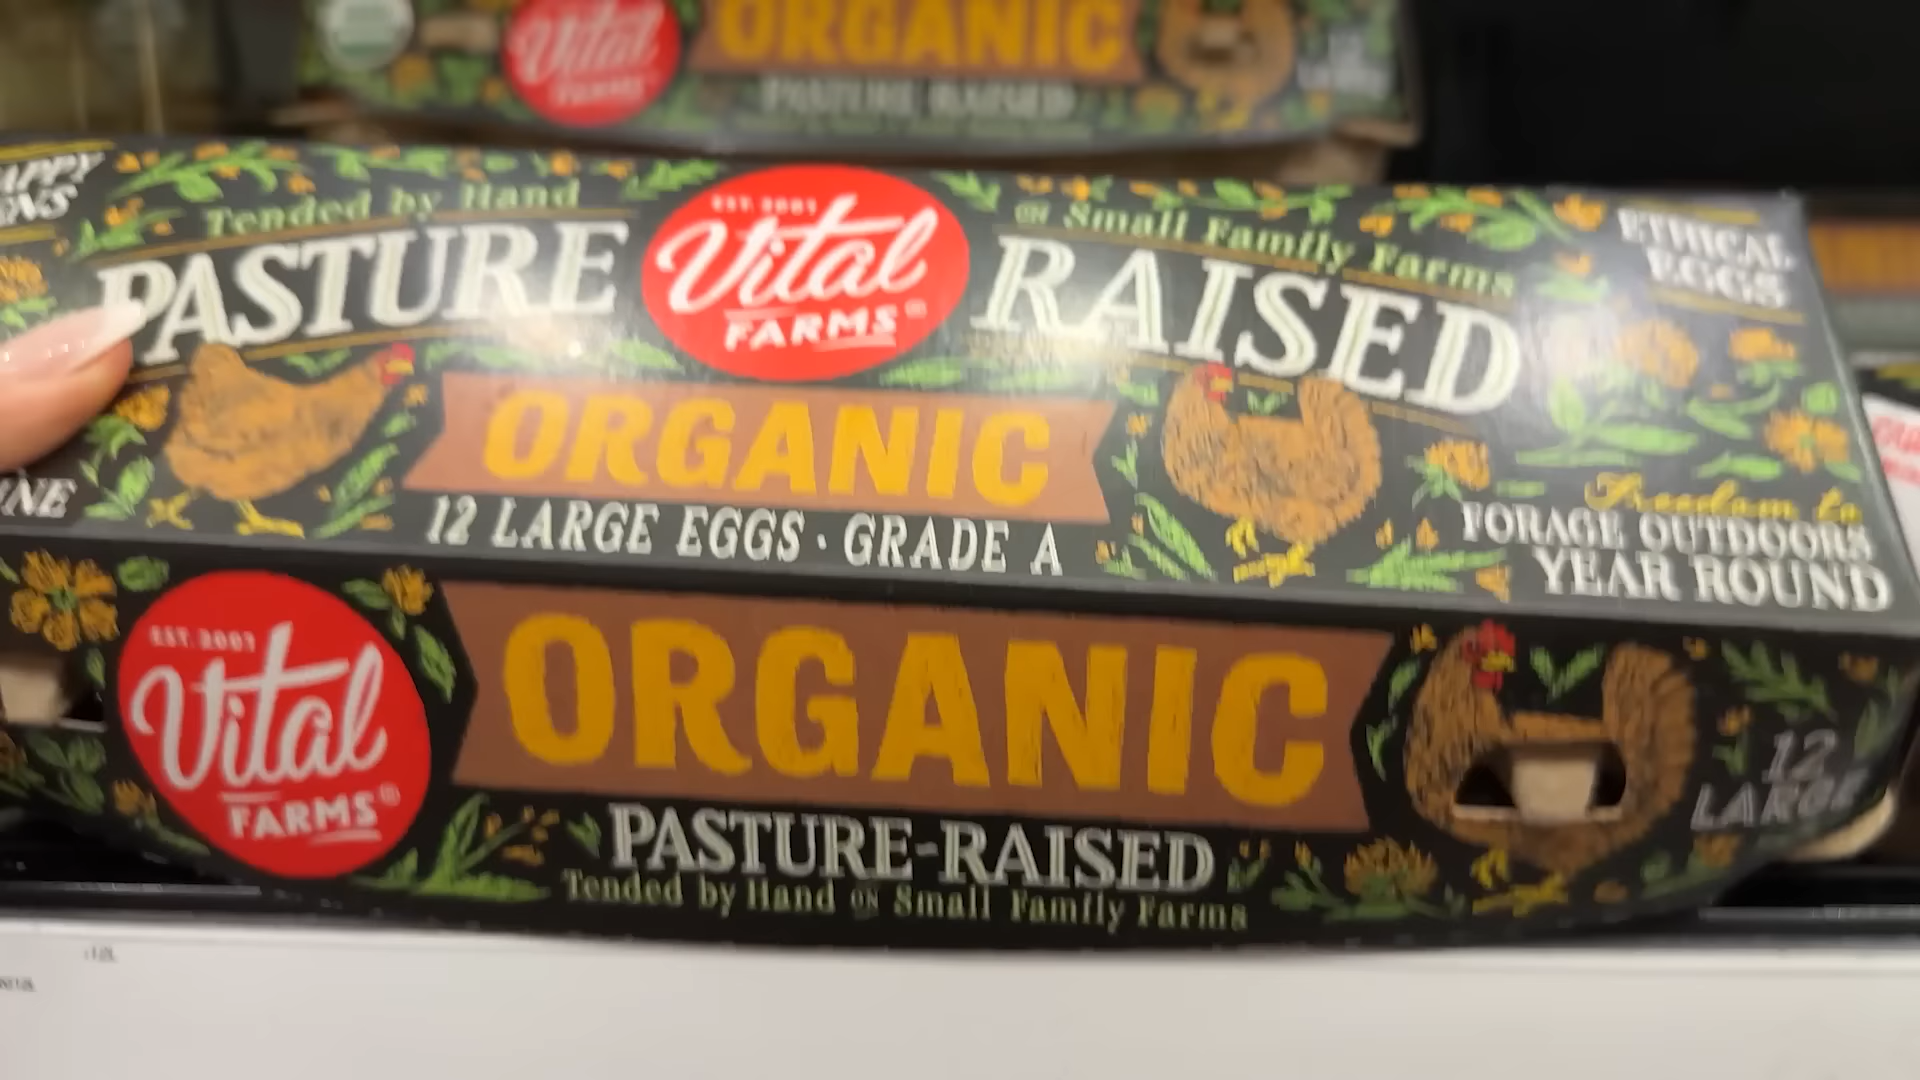 Vital
FARMS
ORGANIC
PASTURE-RAISED
Tended by Hand
ON Small Family Farms
PASTURE
EST. 2007
Vital
FARMS
RAISED
ETHICAL
EGGS
ORGANIC
12 LARGE EGGS · GRADE A
Freedom to
FORAGE OUTDOORS
YEAR ROUND
EST. 2007
Vital
FARMS
ORGANIC
PASTURE-RAISED
Tended by Hand ON Small Family Farms
12
LARGE